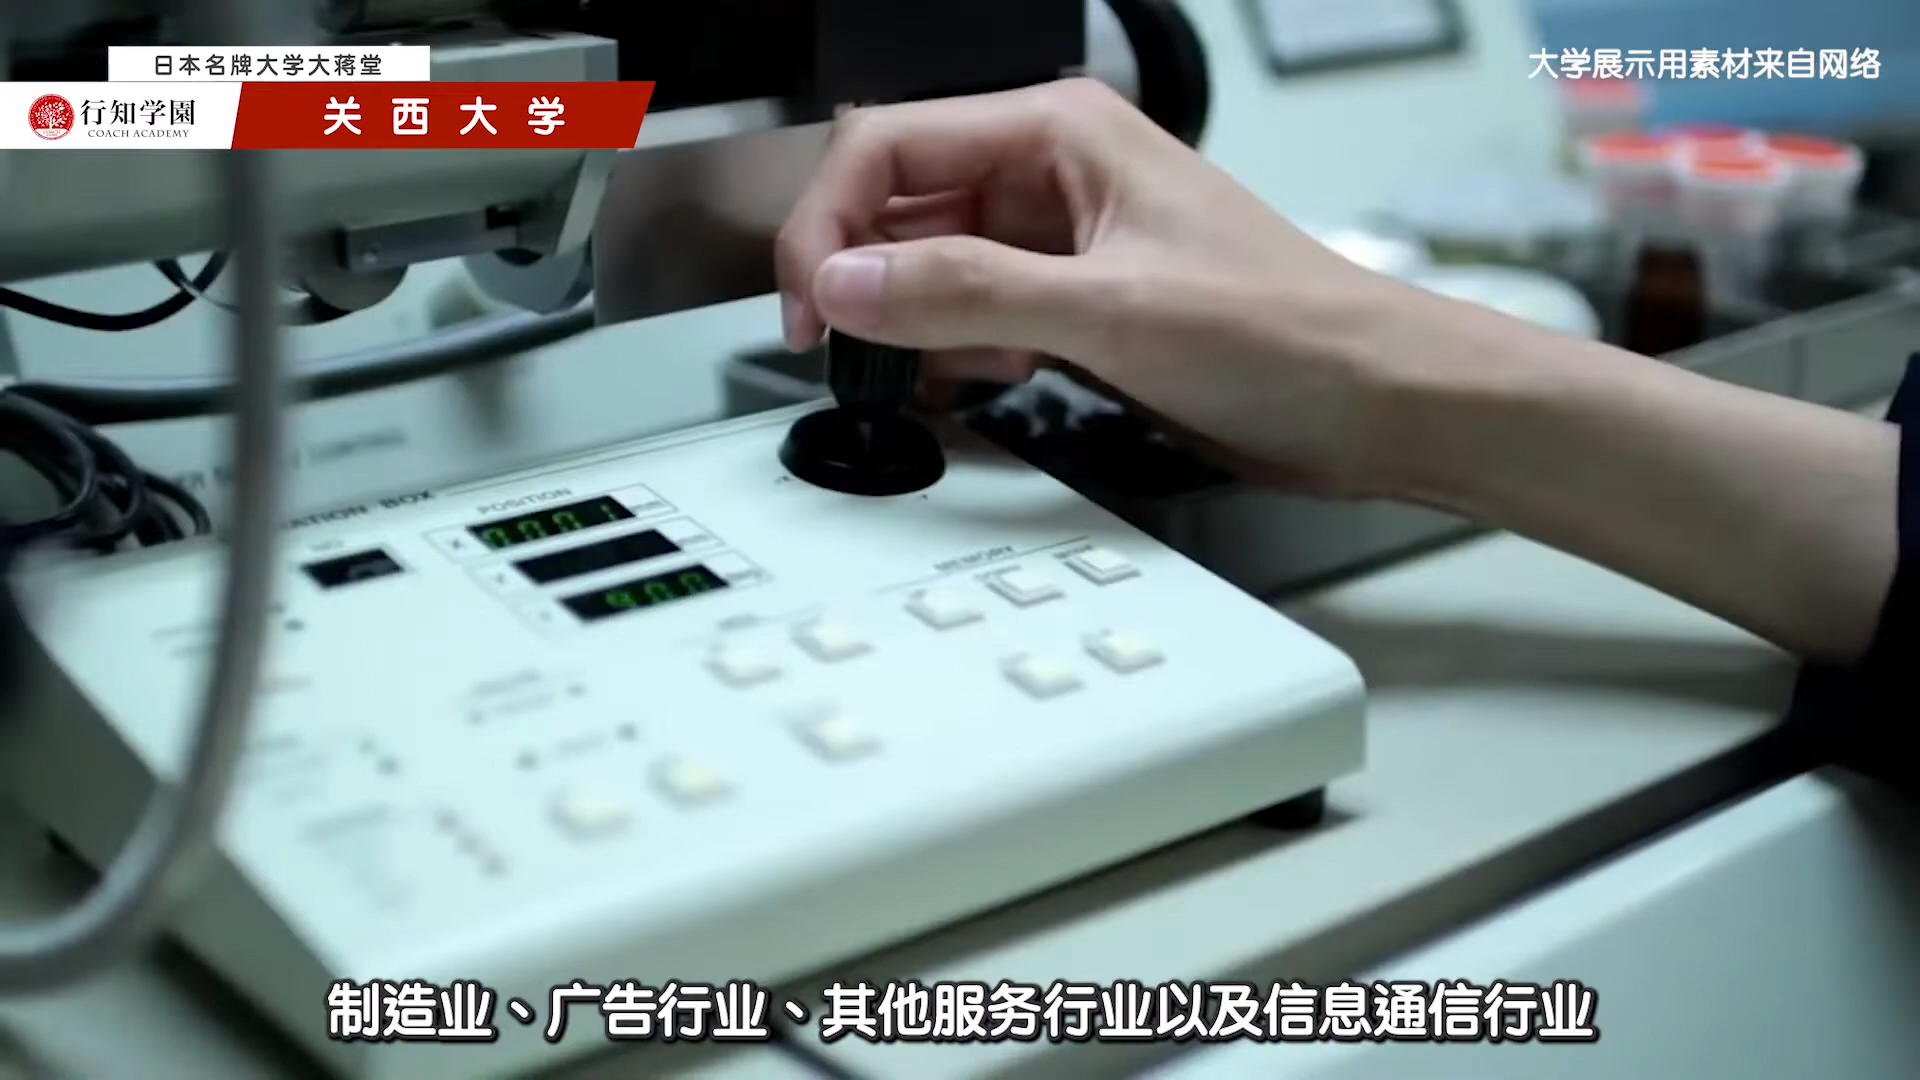 日本名牌大学大蒋堂
行知学園
COACH ACADEMY
关西大学
大学展示用素材来自网络
POSITION
X 0001
900
MEMORY
制造业、广告行业、其他服务行业以及信息通信行业